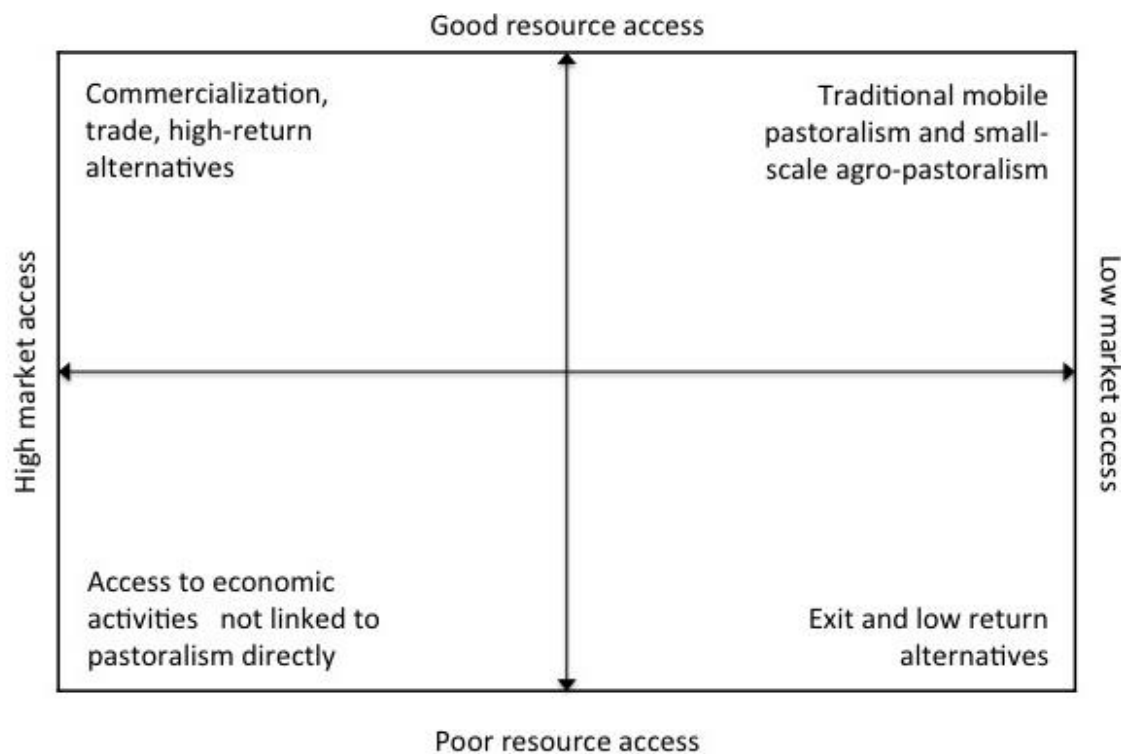 Good resource access
Commercialization,
trade, high-return
alternatives
Traditional mobile
pastoralism and small-
scale agro-pastoralism
High market access
Low market access
Access to economic
activities   not linked to
pastoralism directly
Exit and low return
alternatives
Poor resource access